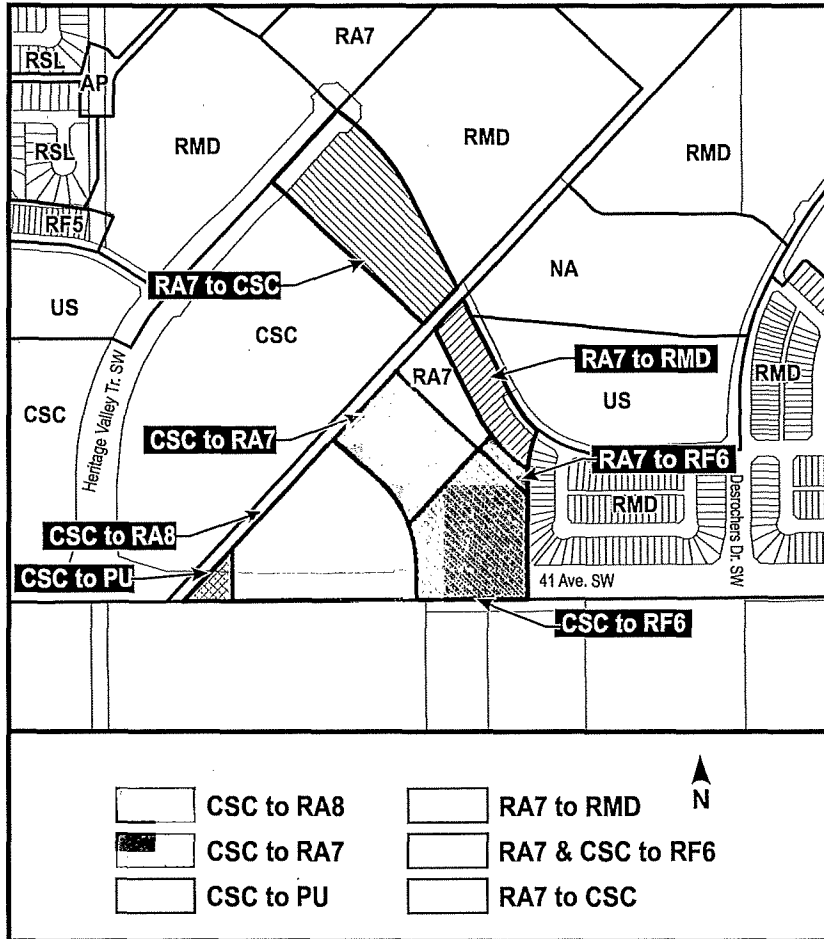 RA7
RSL
AP
RMD
RMD
RMD
RSL
RF5
NA
RA7 to CSC
US
CSC
RA7 to RMD
RMD
RA7
US
CSC
Heritage Valley Tr. SW
CSC to RA7
RA7 to RF6
RMD
Desrochers Dr. SW
CSC to RA8
CSC to PU
41 Ave. SW
CSC to RF6
N
CSC to RA8
RA7 to RMD
CSC to RA7
RA7 & CSC to RF6
CSC to PU
RA7 to CSC